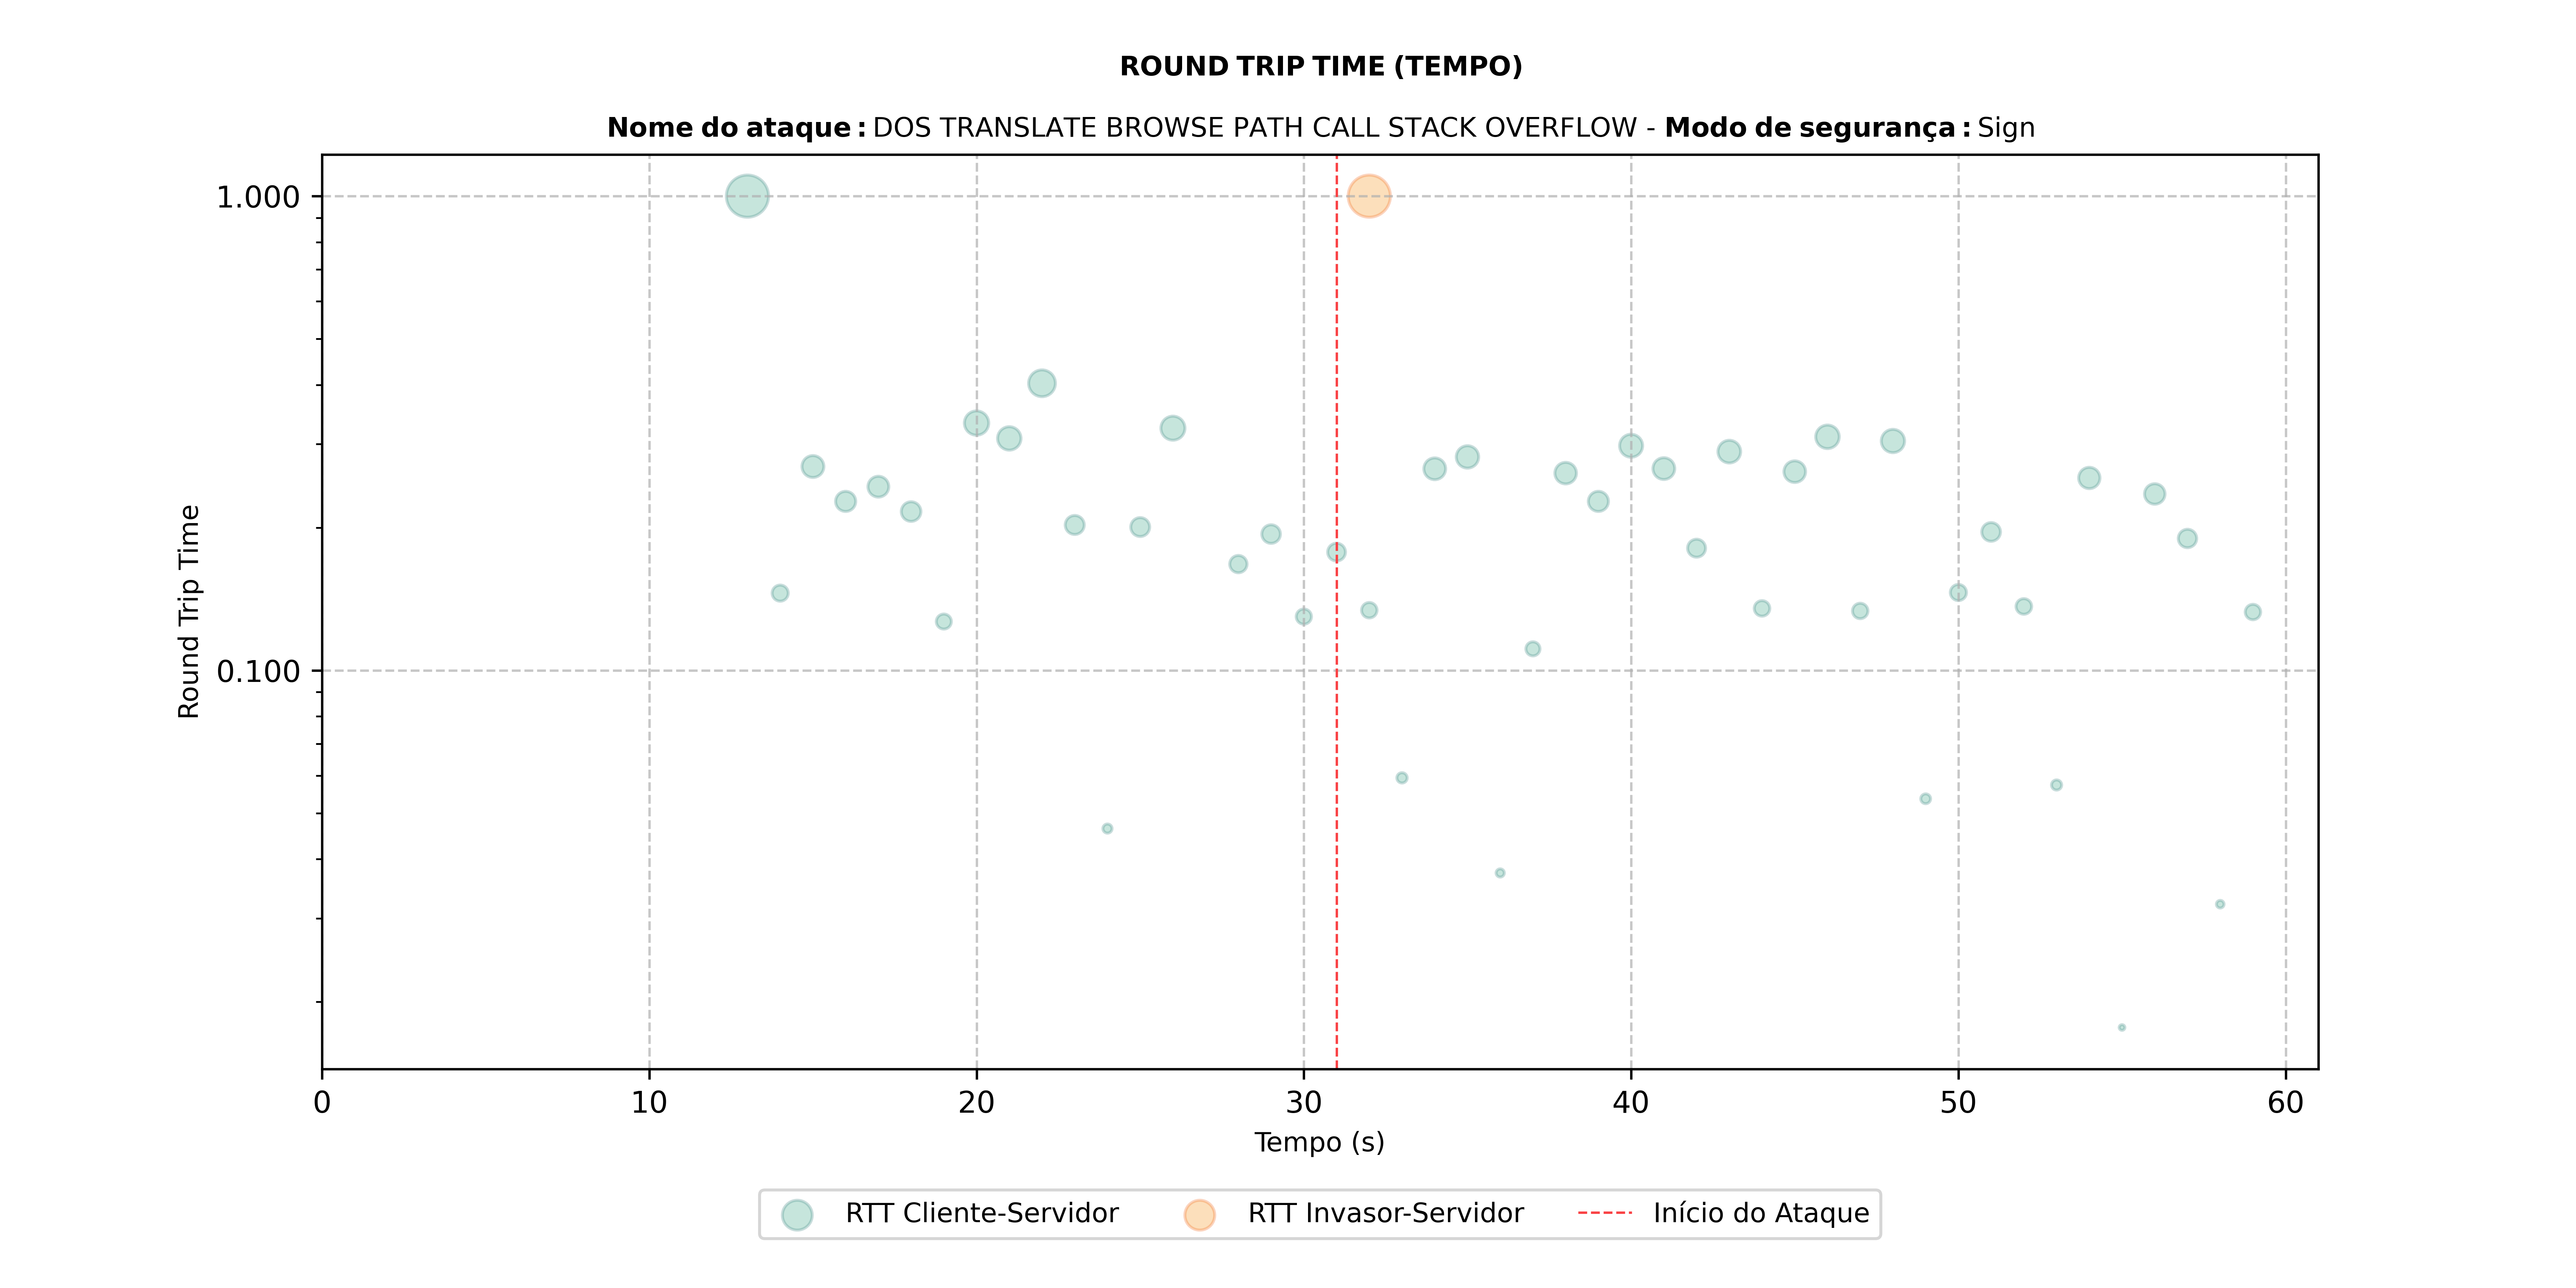 ROUND TRIP TIME (TEMPO)
Nome do ataque: DOS TRANSLATE BROWSE PATH CALL STACK OVERFLOW - Modo de segurança: Sign
1.000
0.100
Round Trip Time
0 10 20 30 40 50 60
Tempo (s)
RTT Cliente-Servidor RTT Invasor-Servidor Início do Ataque